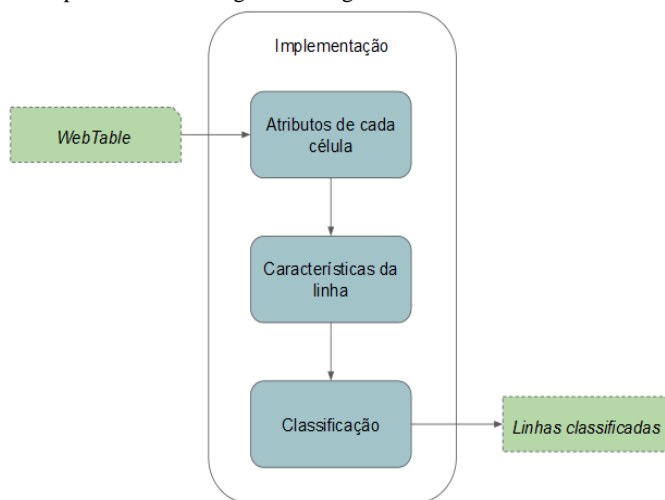 Implementação
WebTable
Atributos de cada
célula
Características da
linha
Classificação
Linhas classificadas